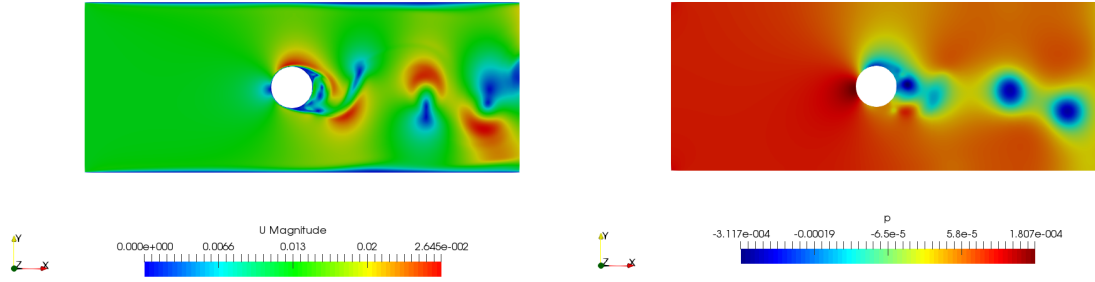 U Magnitude
0.000e+000 0.0066 0.013 0.02 2.645e-002
Y
Z X
p
-3.117e-004 -0.00019 -6.5e-5 5.8e-5 1.807e-004
Y
Z X